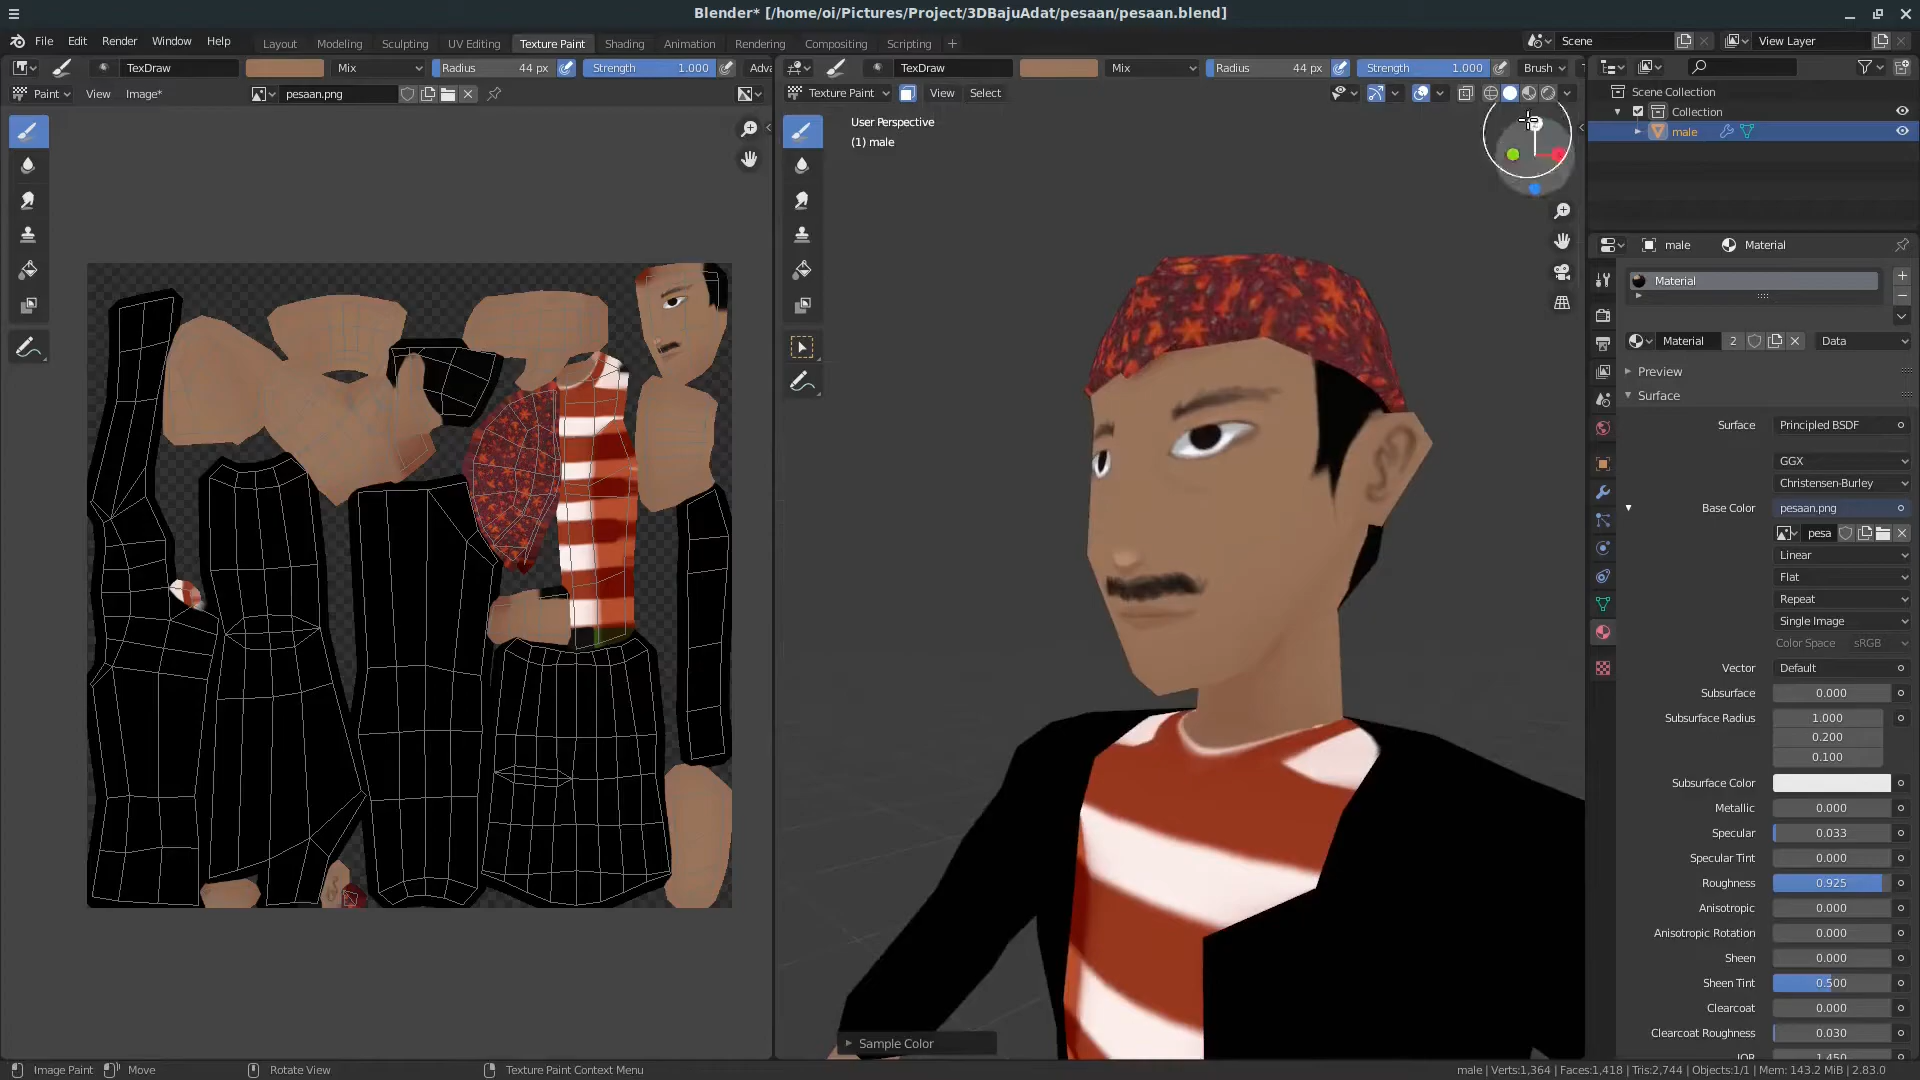 Blender* [/home/oi/Pictures/Project/3DBajuAdat/pesaan/pesaan.blend]
File Edit Render Window Help Layout Modeling Sculpting UV Editing Texture Paint Shading Animation Rendering Compositing Scripting + Scene View Layer
TexDraw Mix Radius 44 px Strength 1.000 Adva TexDraw Mix Radius 44 px Strength 1.000 Brush
Paint View Image* pesaan.png Texture Paint View Select
User Perspective
(1) male
Scene Collection
Collection
male
male Material
Material
Material 2 Data
Preview
Surface
Surface Principled BSDF
GGX
Christensen-Burley
Base Color pesaan.png
pesa
Linear
Flat
Repeat
Single Image
Color Space sRGB
Vector Default
Subsurface 0.000
Subsurface Radius 1.000
0.200
0.100
Subsurface Color
Metallic 0.000
Specular 0.033
Specular Tint 0.000
Roughness 0.925
Anisotropic 0.000
Anisotropic Rotation 0.000
Sheen 0.000
Sheen Tint 0.500
Clearcoat 0.000
Clearcoat Roughness 0.030
IOR 1.450
Sample Color
Image Paint Move Rotate View Texture Paint Context Menu male | Verts:1,364 | Faces:1,418 | Tris:2,744 | Objects:1/1 | Mem: 143.2 MiB | 2.83.0